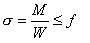 σ = M/W ≤ f